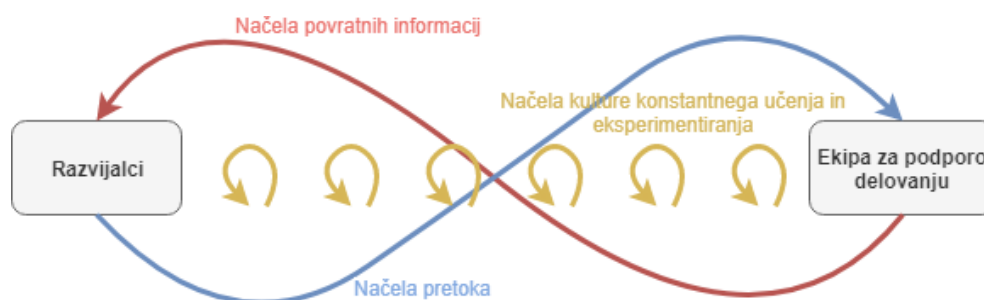 Načela povratnih informacij
Načela kulture konstantnega učenja in
eksperimentiranja
Razvijalci
Ekipa za podporo
delovanju
Načela pretoka